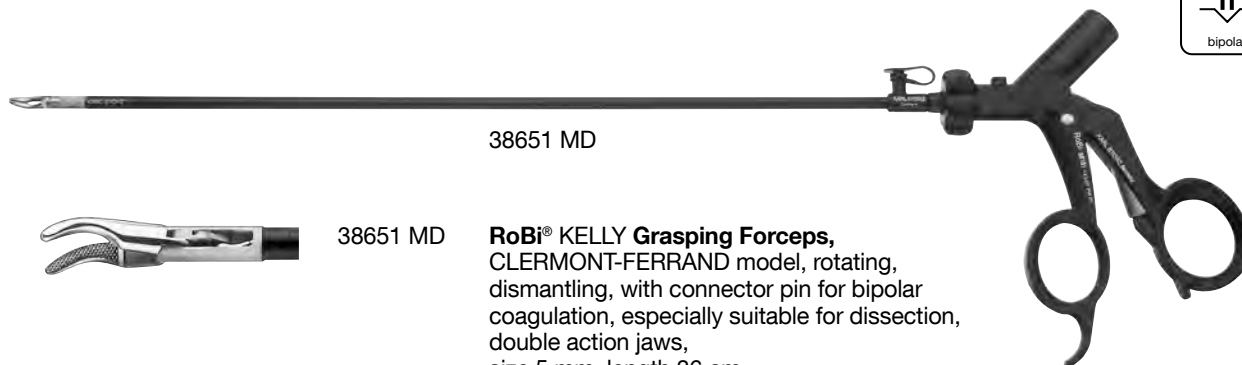 bipola
38651 MD
38651 MD
RoBi® KELLY Grasping Forceps,
CLERMONT-FERRAND model, rotating,
dismantling, with connector pin for bipolar
coagulation, especially suitable for dissection,
double action jaws,